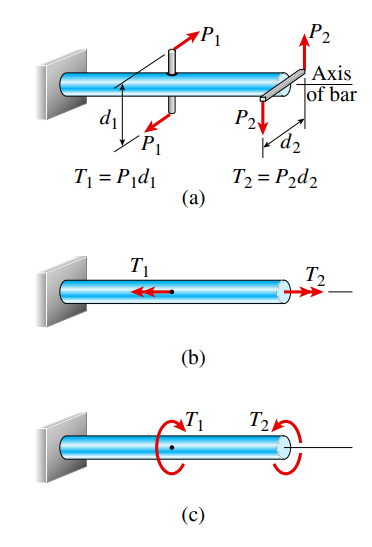 P₁
P₂
Axis
of bar
d₁
P₂
P₁
d₂
T₁ = P₁d₁
T₂ = P₂d₂
(a)
T₁
T₂
(b)
T₁
T₂
(c)